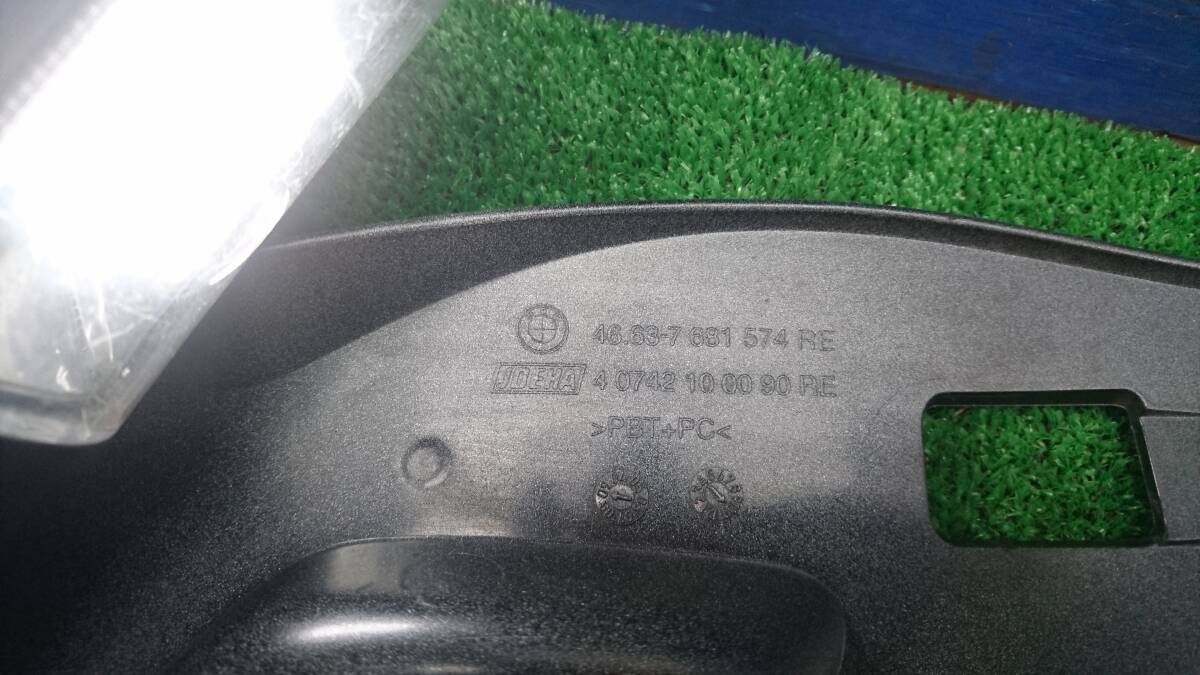 46.63-7 681 574 RE
JOEHA 4 0742 10 00 90 RE
>PBT+PC<